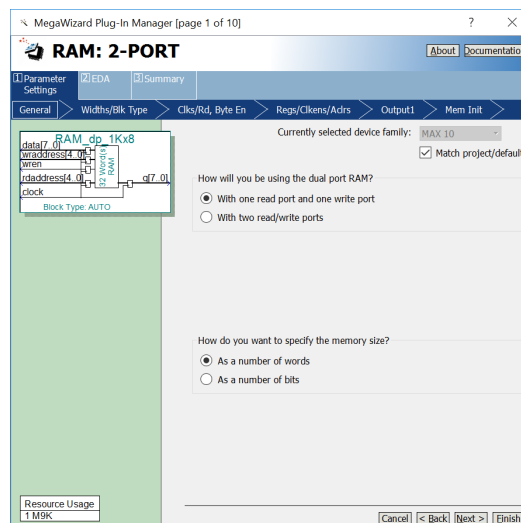 MegaWizard Plug-In Manager [page 1 of 10]
RAM: 2-PORT
About Documentatio
1 Parameter Settings 2 EDA 3 Summary
General Widths/Blk Type Clks/Rd, Byte En Regs/Clkens/Aclrs Output1 Mem Init
RAM_dp_1Kx8
data[7..0]
wraddress[4..0]
wren
rdaddress[4..0]
clock
32 Word(s)
RAM
q[7..0]
Block Type: AUTO
Currently selected device family: MAX 10
Match project/default
How will you be using the dual port RAM?
With one read port and one write port
With two read/write ports
How do you want to specify the memory size?
As a number of words
As a number of bits
Resource Usage
1 M9K
Cancel < Back Next > Finish